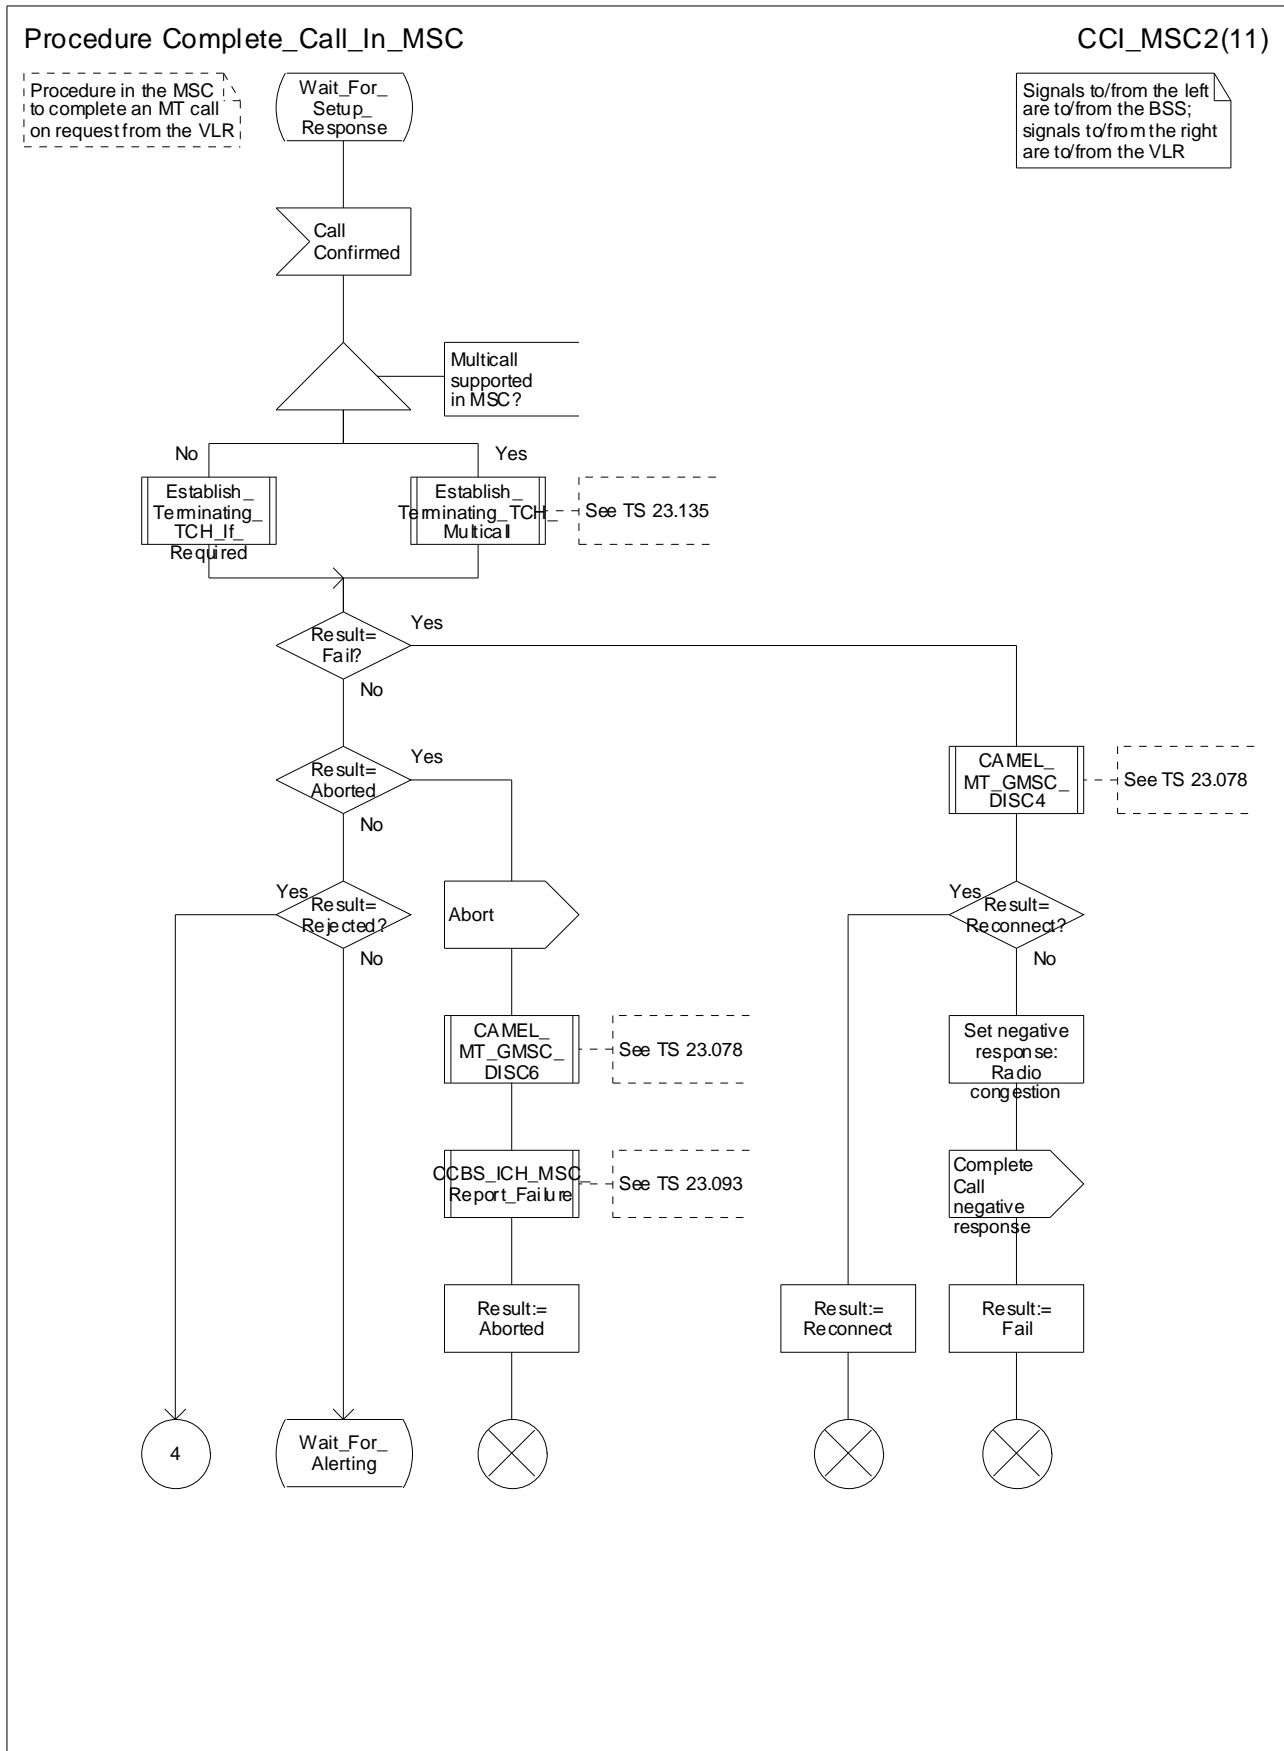 Procedure Complete_Call_In_MSC
CCI_MSC2(11)
Procedure in the MSC
to complete an MT call
on request from the VLR
Wait_For_
Setup_
Response
Signals to/from the left
are to/from the BSS;
signals to/from the right
are to/from the VLR
Call
Confirmed
Multicall
supported
in MSC?
No
Yes
Establish_
Terminating_
TCH_If_
Required
Establish_
Terminating_TCH_
Multicall
See TS 23.135
Result=
Fail?
Yes
No
Result=
Aborted
Yes
No
CAMEL_
MT_GMSC_
DISC4
See TS 23.078
Yes
Result=
Rejected?
No
Abort
Yes
Result=
Reconnect?
No
CAMEL_
MT_GMSC_
DISC6
See TS 23.078
Set negative
response:
Radio
congestion
CCBS_ICH_MSC_
Report_Failure
See TS 23.093
Complete
Call
negative
response
Result:=
Aborted
Result:=
Reconnect
Result:=
Fail
4
Wait_For_
Alerting